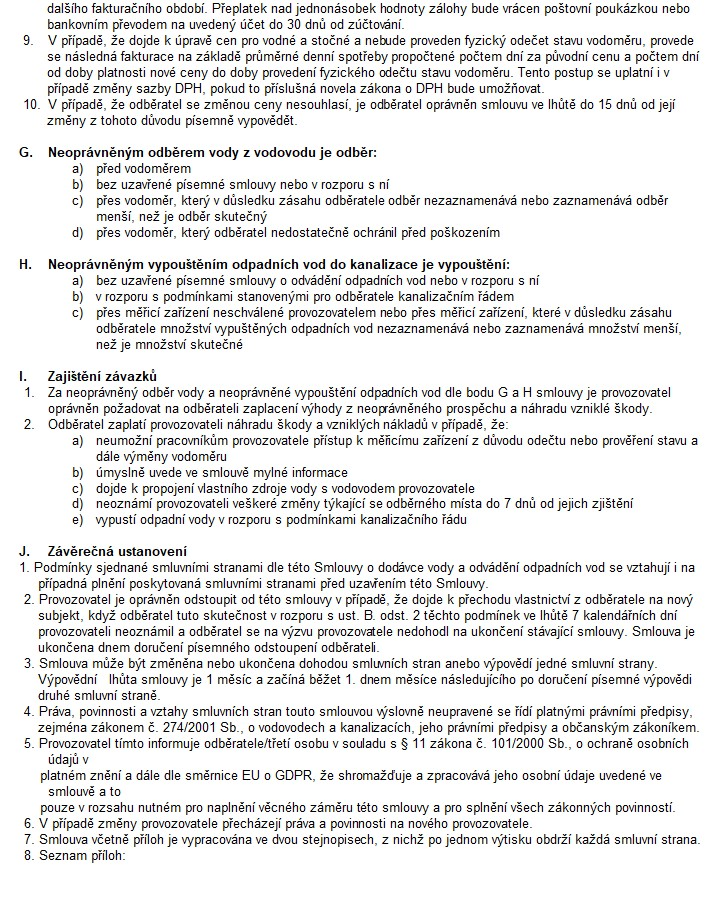 dalšího fakturačního období. Přeplatek nad jednonásobek hodnoty zálohy bude vrácen poštovní poukázkou nebo
bankovním převodem na uvedený účet do 30 dnů od zúčtování.
9. V případě, že dojde k úpravě cen pro vodné a stočné a nebude proveden fyzický odečet stavu vodoměru, provede
se následná fakturace na základě průměrné denní spotřeby propočtené počtem dní za původní cenu a počtem dní
od doby platnosti nové ceny do doby provedení fyzického odečtu stavu vodoměru. Tento postup se uplatní i v
případě změny sazby DPH, pokud to příslušná novela zákona o DPH bude umožňovat.
10. V případě, že odběratel se změnou ceny nesouhlasí, je odběratel oprávněn smlouvu ve lhůtě do 15 dnů od její
změny z tohoto důvodu písemně vypovědět.
G. Neoprávněným odběrem vody z vodovodu je odběr:
a) před vodoměrem
b) bez uzavřené písemné smlouvy nebo v rozporu s ní
c) přes vodoměr, který v důsledku zásahu odběratele odběr nezaznamenává nebo zaznamenává odběr
menší, než je odběr skutečný
d) přes vodoměr, který odběratel nedostatečně ochránil před poškozením
H. Neoprávněným vypouštěním odpadních vod do kanalizace je vypouštění:
a) bez uzavřené písemné smlouvy o odvádění odpadních vod nebo v rozporu s ní
b) v rozporu s podmínkami stanovenými pro odběratele kanalizačním řádem
c) přes měřicí zařízení neschválené provozovatelem nebo přes měřicí zařízení, které v důsledku zásahu
odběratele množství vypuštěných odpadních vod nezaznamenává nebo zaznamenává množství menší,
než je množství skutečné
I. Zajištění závazků
1. Za neoprávněný odběr vody a neoprávněné vypouštění odpadních vod dle bodu G a H smlouvy je provozovatel
oprávněn požadovat na odběrateli zaplacení výhody z neoprávněného prospěchu a náhradu vzniklé škody.
2. Odběratel zaplatí provozovateli náhradu škody a vzniklých nákladů v případě, že:
a) neumožní pracovníkům provozovatele přístup k měřicímu zařízení z důvodu odečtu nebo prověření stavu a
dále výměny vodoměru
b) úmyslně uvede ve smlouvě mylné informace
c) dojde k propojení vlastního zdroje vody s vodovodem provozovatele
d) neoznámí provozovateli veškeré změny týkající se odběrného místa do 7 dnů od jejich zjištění
e) vypustí odpadní vody v rozporu s podmínkami kanalizačního řádu
J. Závěrečná ustanovení
1. Podmínky sjednané smluvními stranami dle této Smlouvy o dodávce vody a odvádění odpadních vod se vztahují i na
případná plnění poskytovaná smluvními stranami před uzavřením této Smlouvy.
2. Provozovatel je oprávněn odstoupit od této smlouvy v případě, že dojde k přechodu vlastnictví z odběratele na nový
subjekt, když odběratel tuto skutečnost v rozporu s ust. B. odst. 2 těchto podmínek ve lhůtě 7 kalendářních dní
provozovateli neoznámil a odběratel se na výzvu provozovatele nedohodl na ukončení stávající smlouvy. Smlouva je
ukončena dnem doručení písemného odstoupení odběrateli.
3. Smlouva může být změněna nebo ukončena dohodou smluvních stran anebo výpovědí jedné smluvní strany.
Výpovědní lhůta smlouvy je 1 měsíc a začíná běžet 1. dnem měsíce následujícího po doručení písemné výpovědi
druhé smluvní straně.
4. Práva, povinnosti a vztahy smluvních stran touto smlouvou výslovně neupravené se řídí platnými právními předpisy,
zejména zákonem č. 274/2001 Sb., o vodovodech a kanalizacích, jeho právními předpisy a občanským zákoníkem.
5. Provozovatel tímto informuje odběratele/třetí osobu v souladu s § 11 zákona č. 101/2000 Sb., o ochraně osobních
údajů v
platném znění a dále dle směrnice EU o GDPR, že shromažďuje a zpracovává jeho osobní údaje uvedené ve
smlouvě a to
pouze v rozsahu nutném pro naplnění věcného záměru této smlouvy a pro splnění všech zákonných povinností.
6. V případě změny provozovatele přecházejí práva a povinnosti na nového provozovatele.
7. Smlouva včetně příloh je vypracována ve dvou stejnopisech, z nichž po jednom výtisku obdrží každá smluvní strana.
8. Seznam příloh: